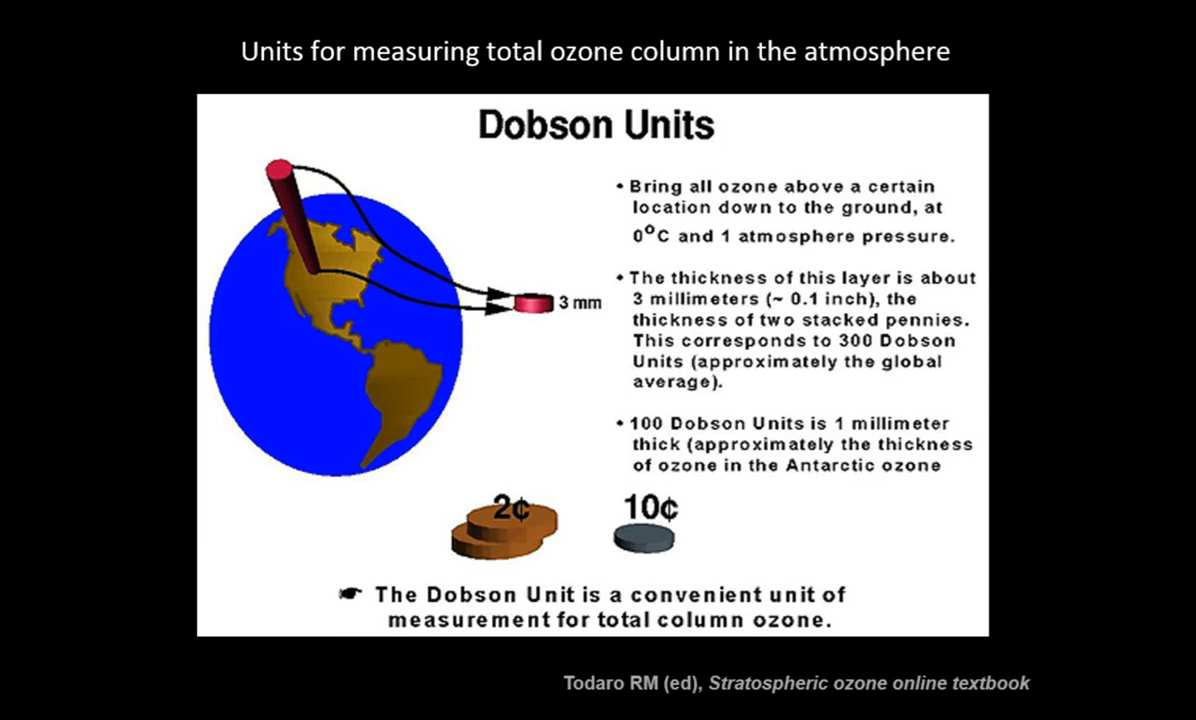 Units for measuring total ozone column in the atmosphere
Dobson Units
• Bring all ozone above a certain
location down to the ground, at
0°C and 1 atmosphere pressure.
• The thickness of this layer is about
3 millimeters (~ 0.1 inch), the
thickness of two stacked pennies.
This corresponds to 300 Dobson
Units (approximately the global
average).
• 100 Dobson Units is 1 millimeter
thick (approximately the thickness
of ozone in the Antarctic ozone
3 mm
2¢
10¢
☛ The Dobson Unit is a convenient unit of
measurement for total column ozone.
Todaro RM (ed), Stratospheric ozone online textbook